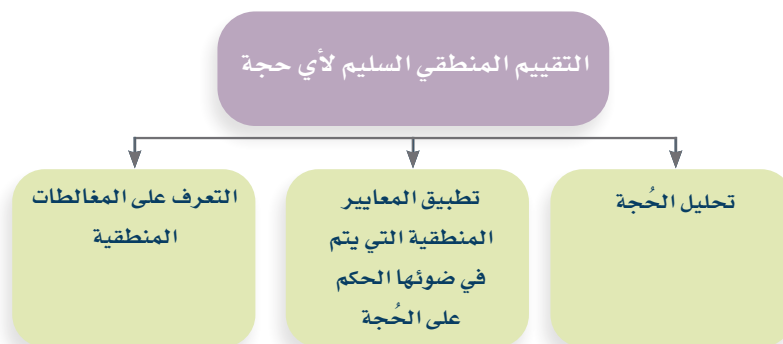 التقييم المنطقي السليم لأي حجة
تحليل الحُجة
تطبيق المعايير
المنطقية التي يتم
في ضوئها الحكم
على الحُجة
التعرف على المغالطات
المنطقية